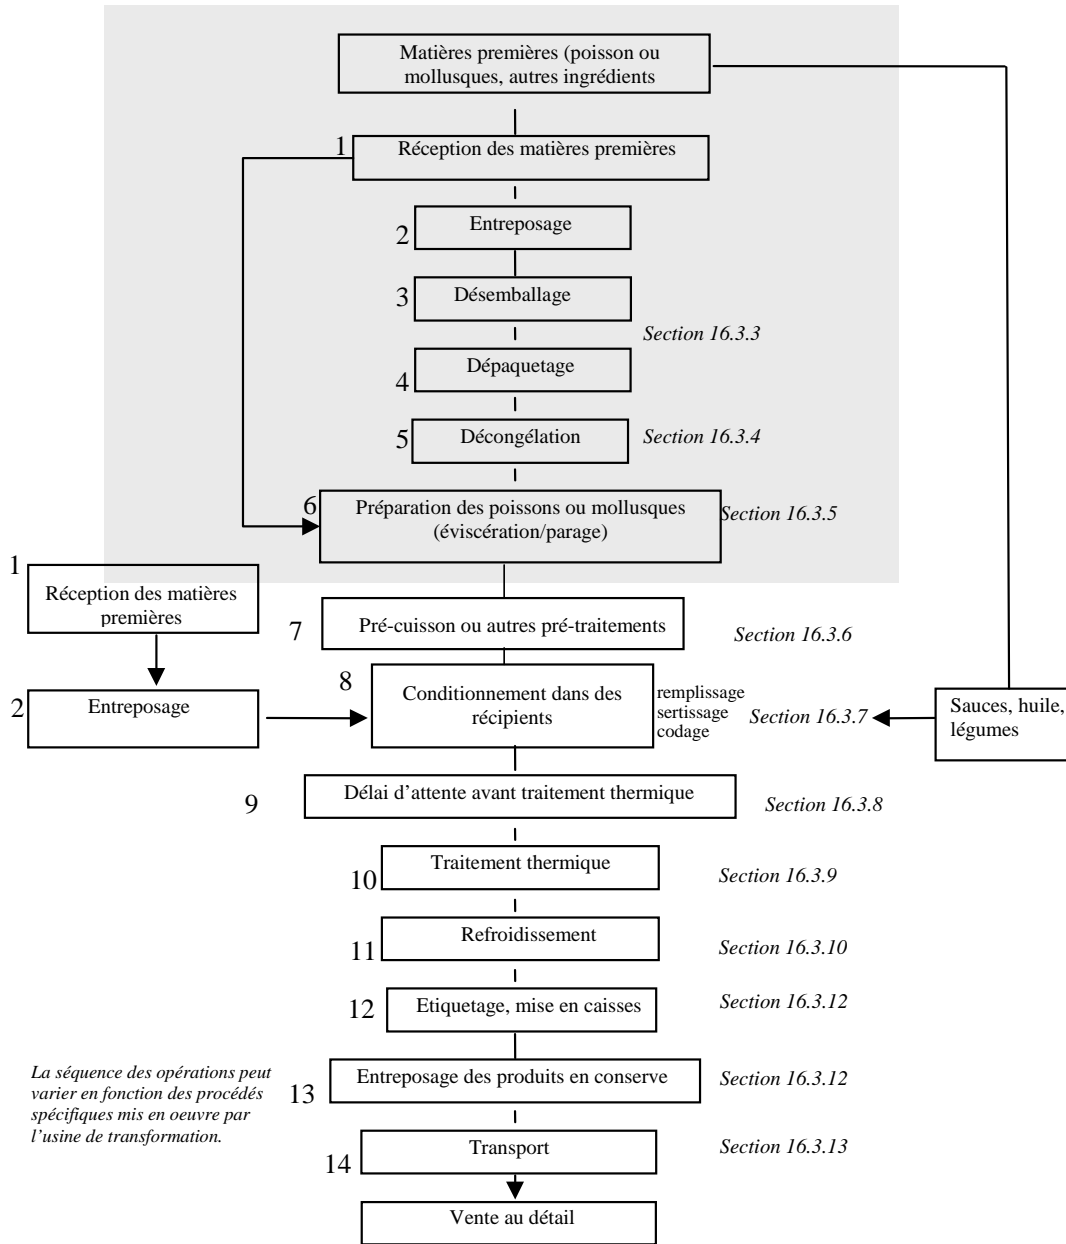 Matières premières (poisson ou
mollusques, autres ingrédients
1
Réception des matières premières
2
Entreposage
3
Désemballage
Section 16.3.3
4
Dépaquetage
5
Décongélation
Section 16.3.4
6
Préparation des poissons ou mollusques
(éviscération/parage)
Section 16.3.5
1
Réception des matières
premières
7
Pré-cuisson ou autres pré-traitements
Section 16.3.6
2
Entreposage
8
Conditionnement dans des
récipients
remplissage
sertissage
codage
Section 16.3.7
Sauces, huile,
légumes
9
Délai d’attente avant traitement thermique
Section 16.3.8
10
Traitement thermique
Section 16.3.9
11
Refroidissement
Section 16.3.10
12
Etiquetage, mise en caisses
Section 16.3.12
La séquence des opérations peut
varier en fonction des procédés
spécifiques mis en oeuvre par
l’usine de transformation.
13
Entreposage des produits en conserve
Section 16.3.12
14
Transport
Section 16.3.13
Vente au détail